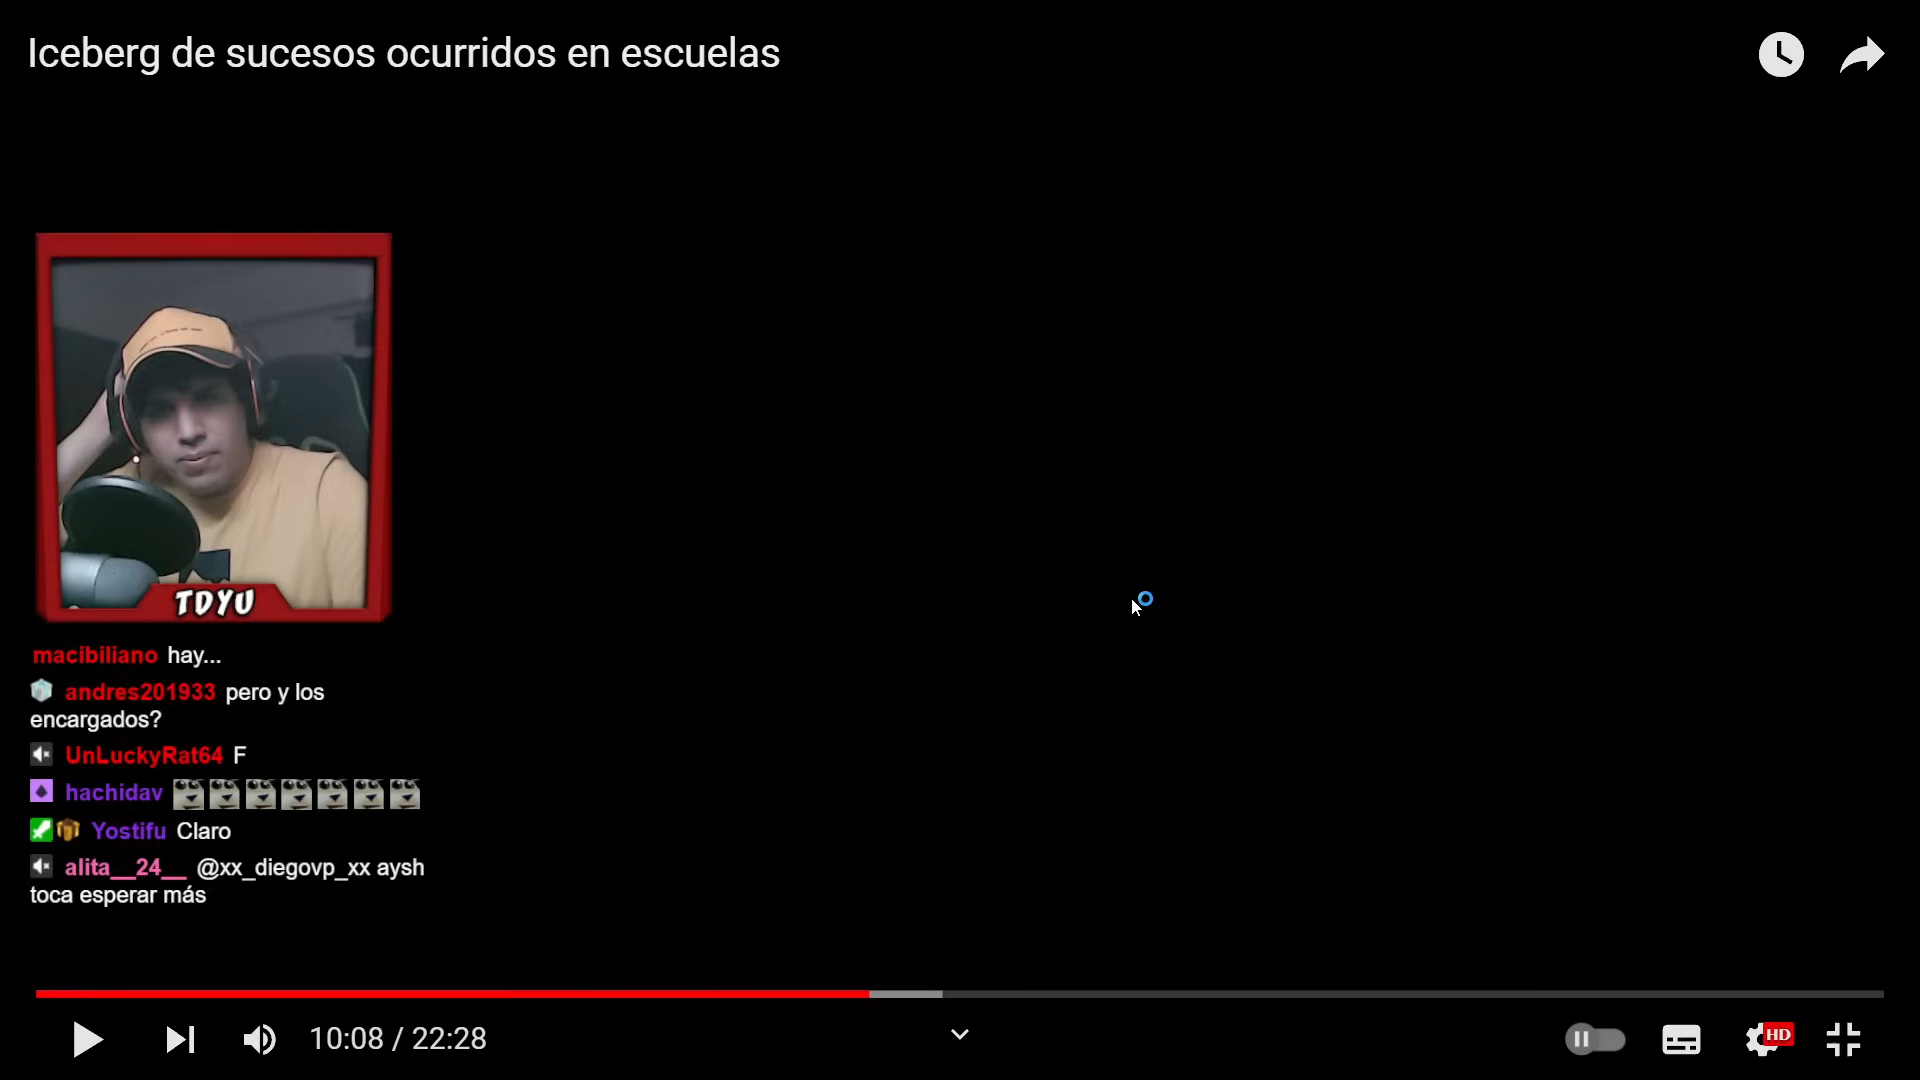 Iceberg de sucesos ocurridos en escuelas
TDYU
macibiliano hay...
andres201933 pero y los
encargados?
UnLuckyRat64 F
hachidav
Yostifu Claro
alita__24__ @xx_diegovp_xx aysh
toca esperar más
10:08 / 22:28
HD